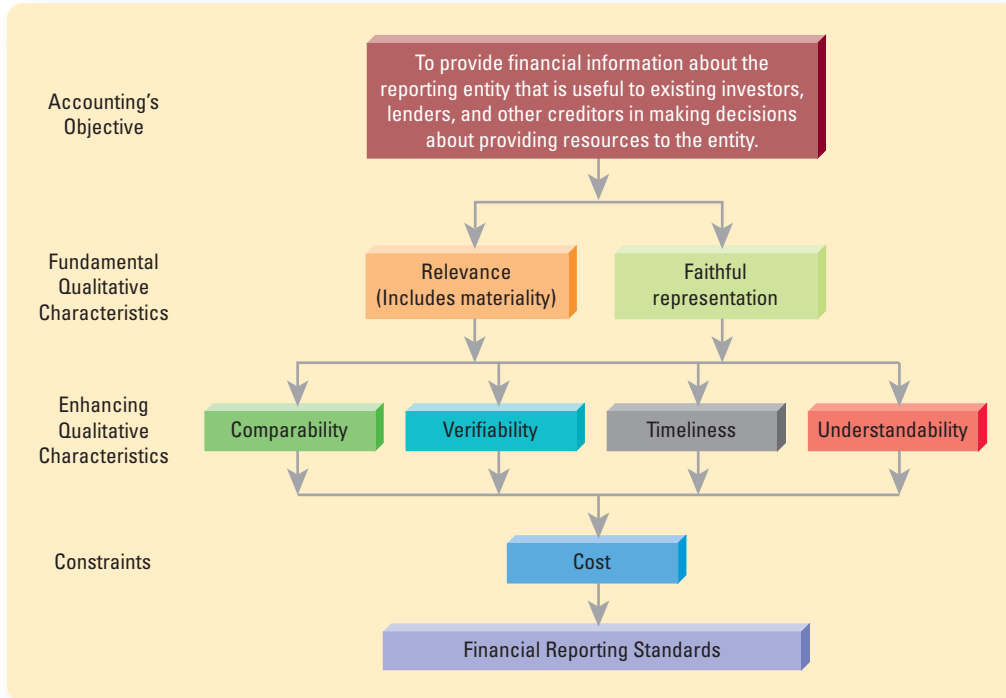 Accounting's
Objective
To provide financial information about the
reporting entity that is useful to existing investors,
lenders, and other creditors in making decisions
about providing resources to the entity.
Fundamental
Qualitative
Characteristics
Relevance
(Includes materiality)
Faithful
representation
Enhancing
Qualitative
Characteristics
Comparability
Verifiability
Timeliness
Understandability
Constraints
Cost
Financial Reporting Standards